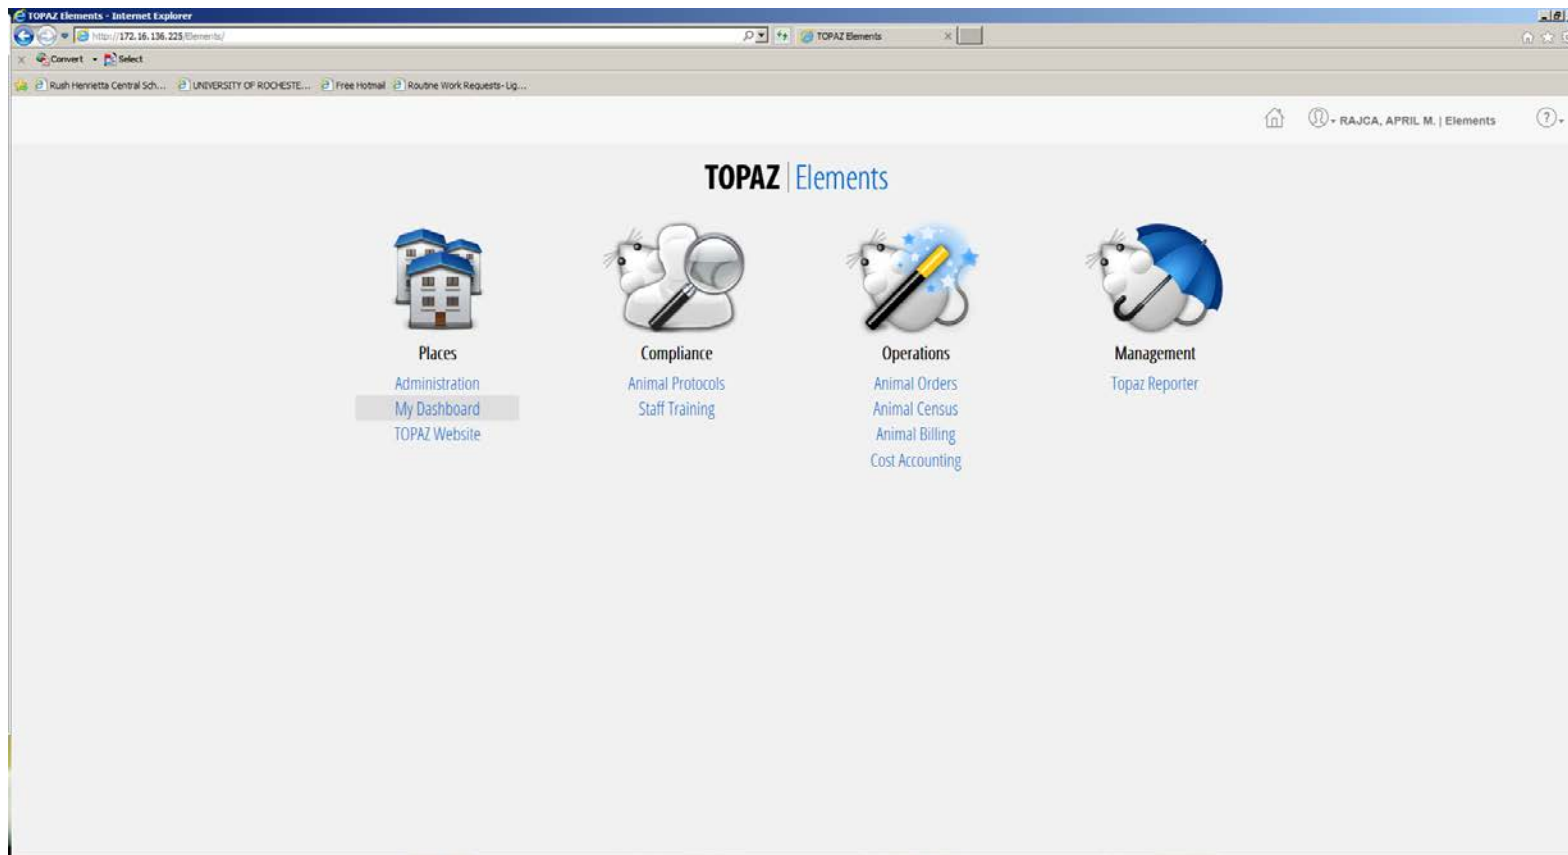 TOPAZ Elements - Internet Explorer
http://172.16.136.225/Elements/
TOPAZ Elements
Convert Select
Rush Henrietta Central Sch... UNIVERSITY OF ROCHESTE... Free Hotmail Routine Work Requests- Lig...
RAJCA, APRIL M. | Elements ?
TOPAZ | Elements
Places
Administration
My Dashboard
TOPAZ Website
Compliance
Animal Protocols
Staff Training
Operations
Animal Orders
Animal Census
Animal Billing
Cost Accounting
Management
Topaz Reporter